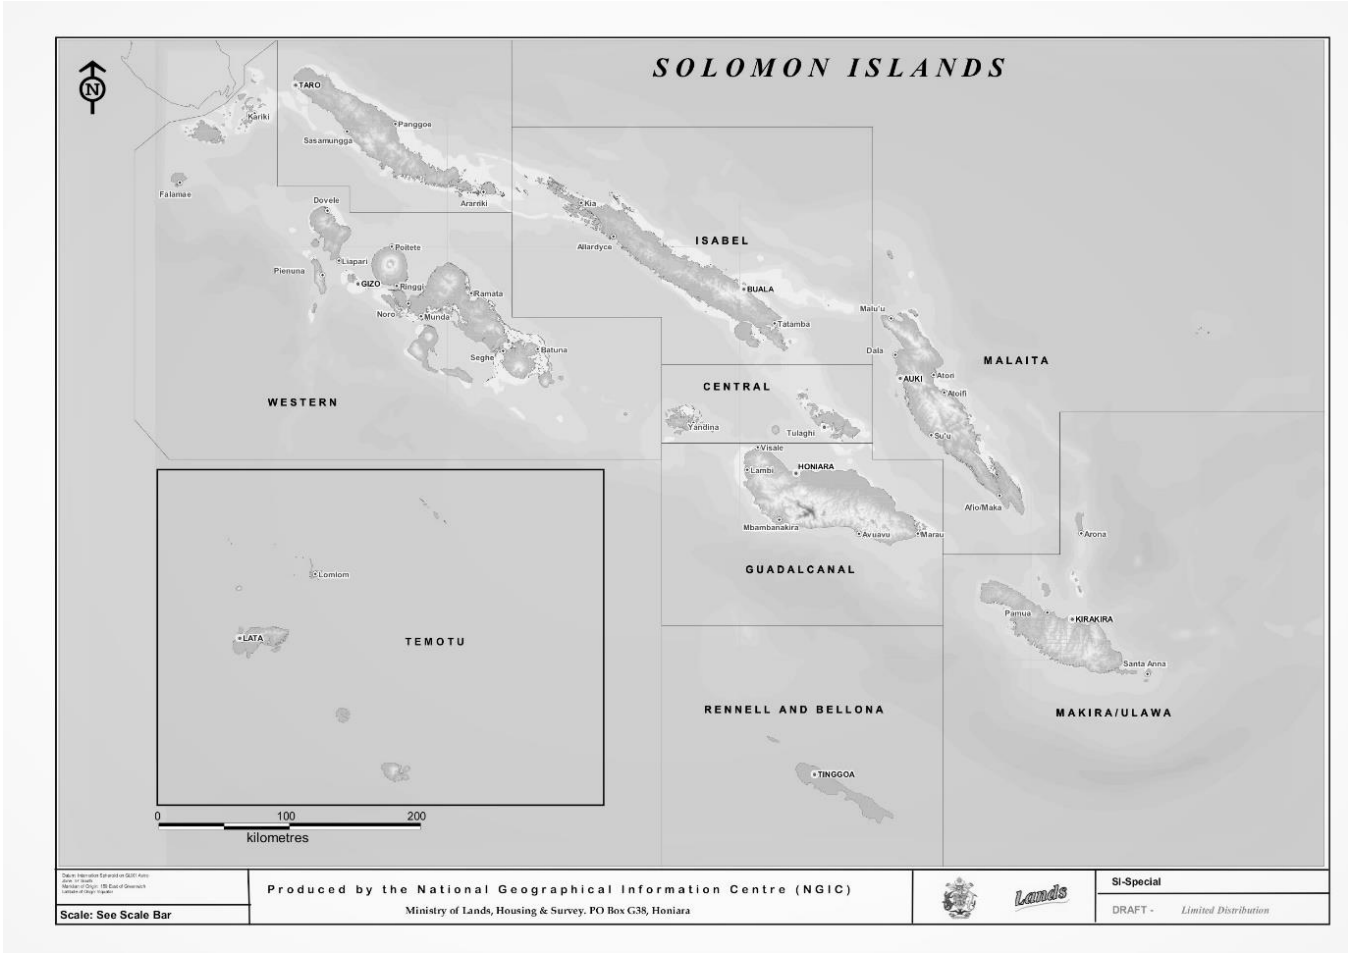 SOLOMON ISLANDS
N
TARO
Kariki
Panggoe
Sasamungga
Falamae
Dovele
Ararriki
Kia
Allardyce
ISABEL
Poitete
Liapari
Pienuna
GIZO
Ringgi
Ramata
BUALA
Noro
Munda
Malu'u
Tatamba
Seghe
Batuna
Dala
MALAITA
AUKI
Atori
CENTRAL
Atoifi
WESTERN
Yandina
Tulaghi
Su'u
Visale
Lambi
HONIARA
Afio/Maka
Mbambanakira
Avuavu
Marau
Arona
GUADALCANAL
Lomlom
Pamua
KIRAKIRA
LATA
TEMOTU
Santa Anna
RENNELL AND BELLONA
MAKIRA/ULAWA
TINGGOA
0 100 200
kilometres
Produced by the National Geographical Information Centre (NGIC)
Ministry of Lands, Housing & Survey. PO Box G38, Honiara
Scale: See Scale Bar
Lands
SI-Special
DRAFT - Limited Distribution